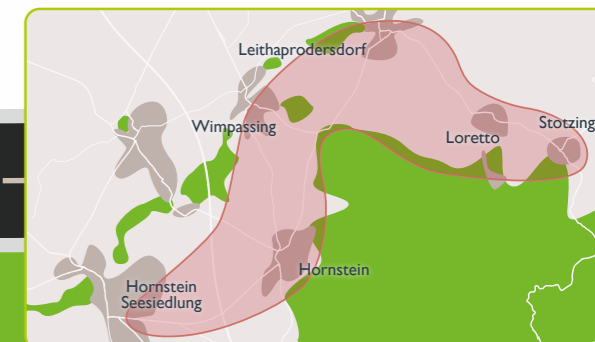 Leithaprodersdorf
Wimpassing
Stotzing
Loretto
Hornstein
Hornstein
Seesiedlung